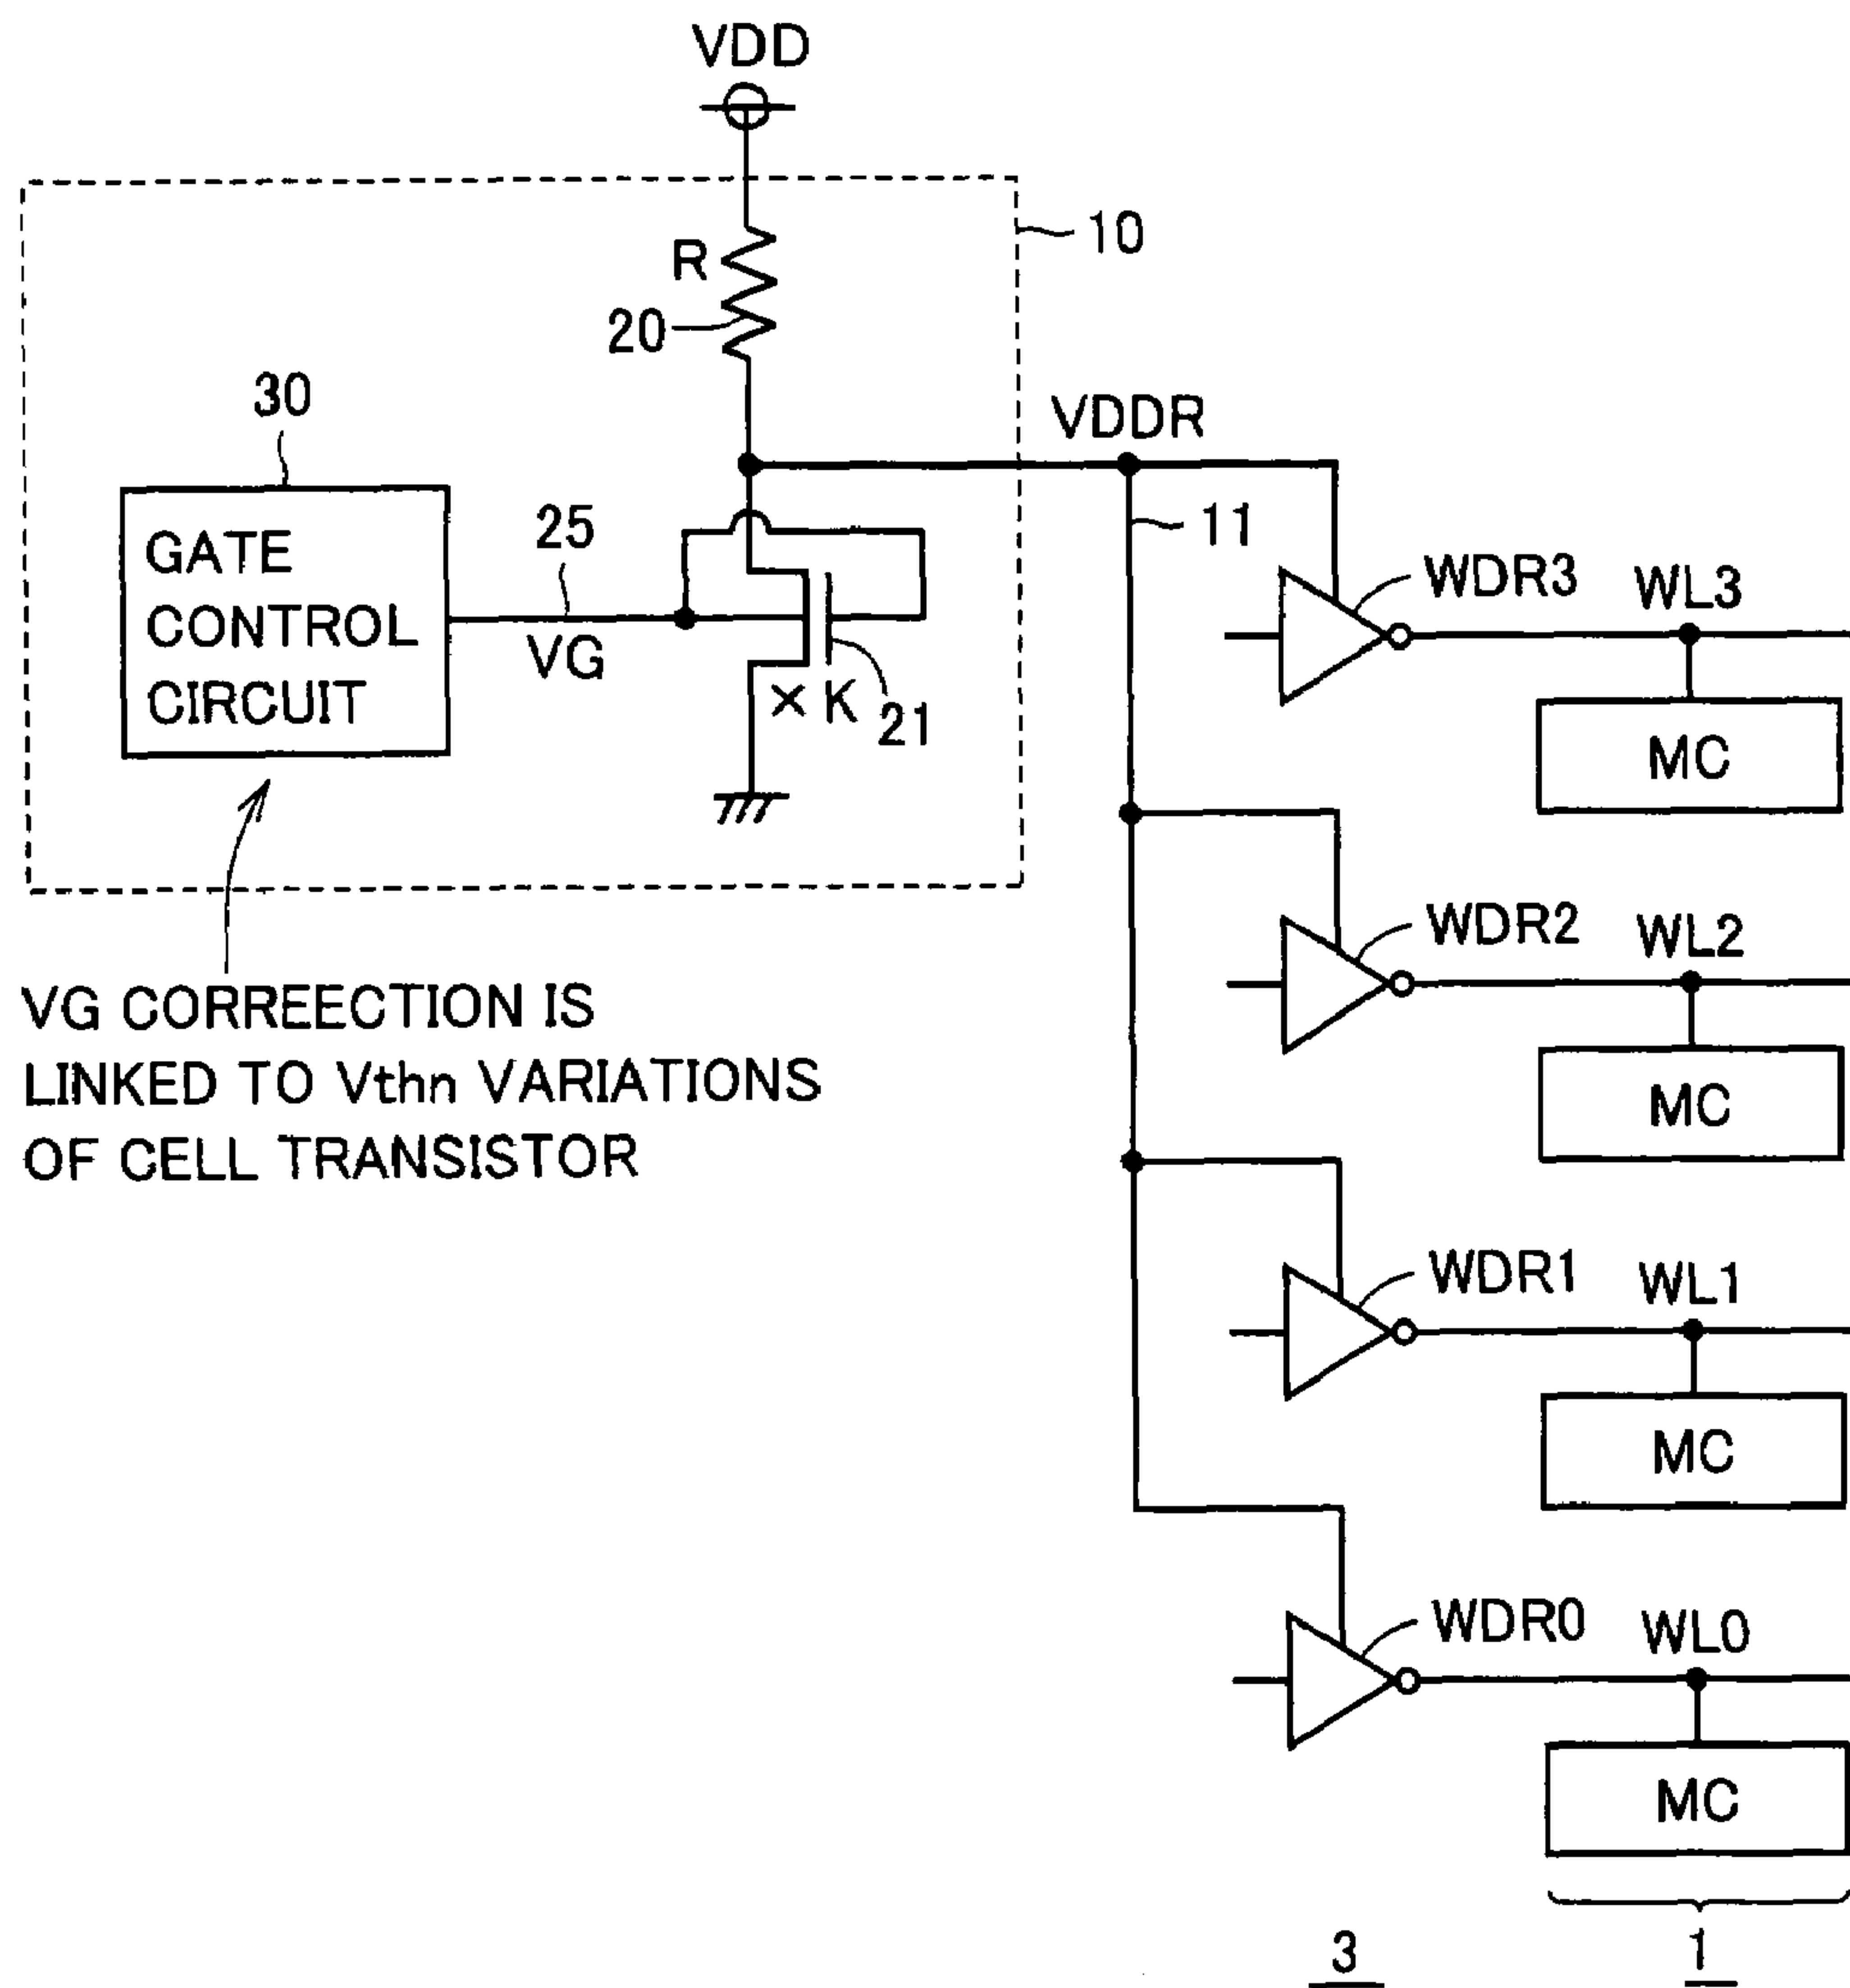 VDD
10
R
20
30
VDDR
GATE
CONTROL
CIRCUIT
25
VG
11
× K
21
WDR3
WL3
MC
WDR2
WL2
MC
VG CORREECTION IS
LINKED TO Vthn VARIATIONS
OF CELL TRANSISTOR
WDR1
WL1
MC
WDR0
WL0
MC
3
1